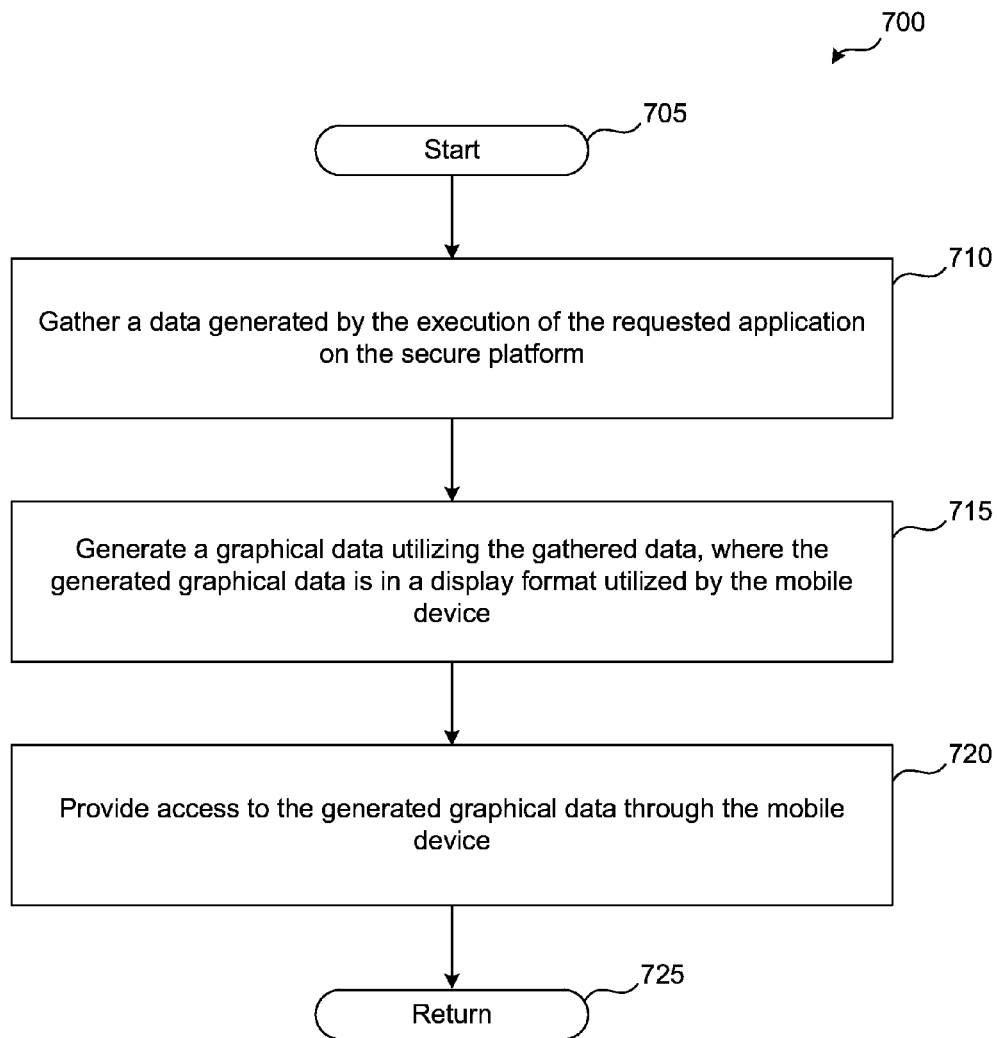 700
705
Start
710
Gather a data generated by the execution of the requested application
on the secure platform
715
Generate a graphical data utilizing the gathered data, where the
generated graphical data is in a display format utilized by the mobile
device
720
Provide access to the generated graphical data through the mobile
device
725
Return